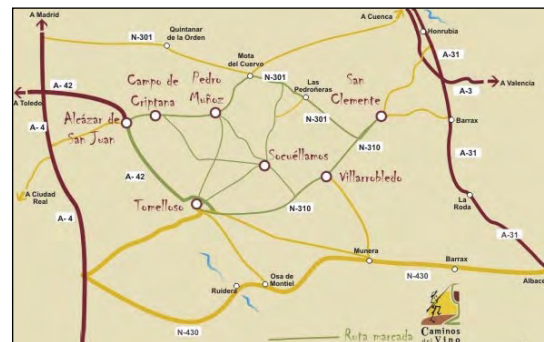 A Madrid
A Cuenca
Quintanar
de la Orden
N-301
Honrubia
Mota
del Cuervo
A-31
Pedro
Muñoz
N-301
San
Clemente
A- 42
Campo de
Criptana
Las
Pedroñeras
A-3
A Valencia
A Toledo
Alcázar de
San Juan
N-301
Barrax
A- 4
N-310
Socuéllamos
A-31
A- 42
Villarrobledo
A Ciudad
Real
La
Roda
Tomelloso
N-310
A- 4
A-31
Munera
Barrax
Ruidera
Osa de
Montiel
N-430
Albace
N-430
Ruta marcada
Caminos
del Vino